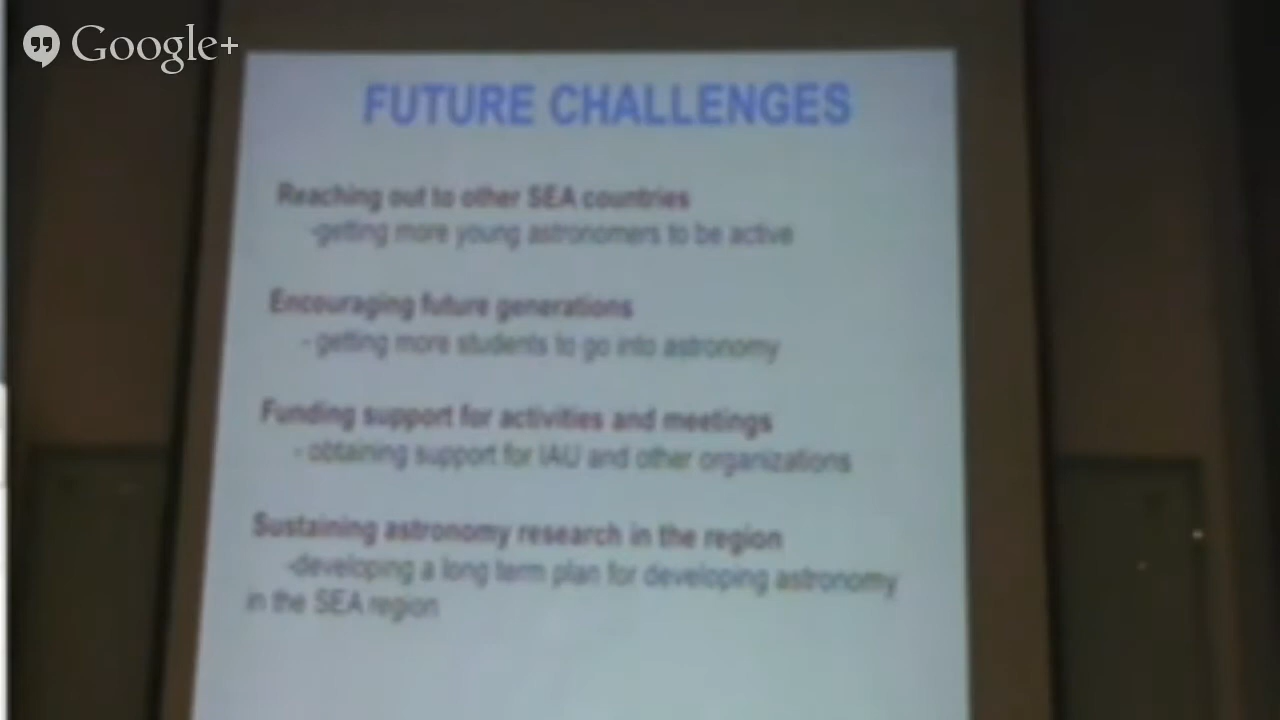 Google+
FUTURE CHALLENGES
Reaching out to other SEA countries
-getting more young astronomers to be active
Encouraging future generations
- getting more students to go into astronomy
Funding support for activities and meetings
- obtaining support for IAU and other organizations
Sustaining astronomy research in the region
-developing a long term plan for developing astronomy
in the SEA region